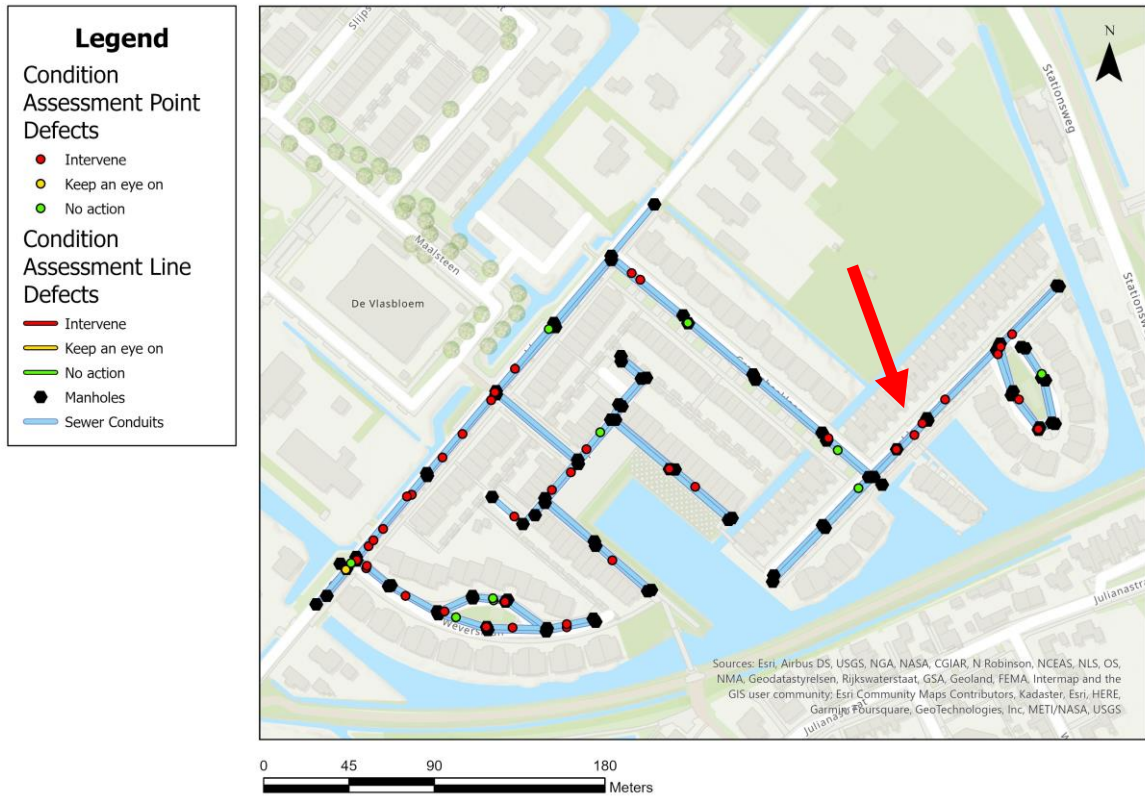 Legend
Condition
Assessment Point
Defects
Intervene
Keep an eye on
No action
Condition
Assessment Line
Defects
Intervene
Keep an eye on
No action
Manholes
Sewer Conduits
N
Stationsweg
Maalsteen
De Vlasbloem
Stationsweg
Julianastraat
Sources: Esri, Airbus DS, USGS, NGA, NASA, CGIAR, N Robinson, NCEAS, NLS, OS,
NMA, Geodatastyrelsen, Rijkswaterstaat, GSA, Geoland, FEMA, Intermap and the
GIS user community; Esri Community Maps Contributors, Kadaster, Esri, HERE,
Garmin, Foursquare, GeoTechnologies, Inc, METI/NASA, USGS
Julianastraat
0 45 90 180
Meters